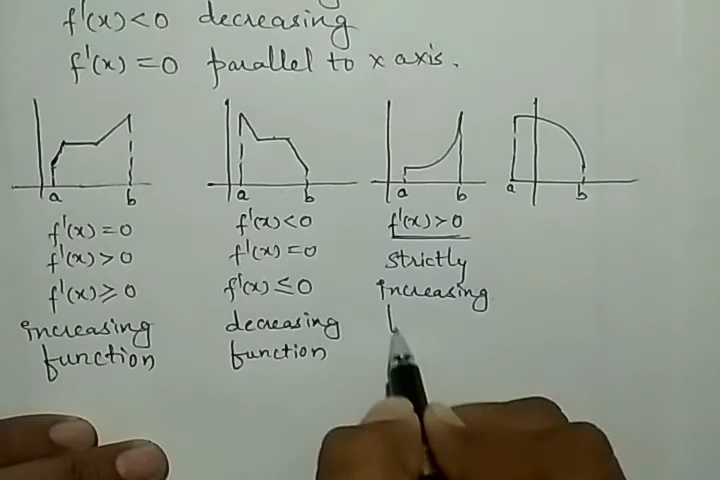 f'(x) < 0 decreasing
f'(x) = 0 parallel to x axis.
a b
a b
a b
a b
f'(x) = 0
f'(x) > 0
f'(x) ≥ 0
increasing
function
f'(x) < 0
f'(x) = 0
f'(x) ≤ 0
decreasing
function
f'(x) > 0
strictly
increasing